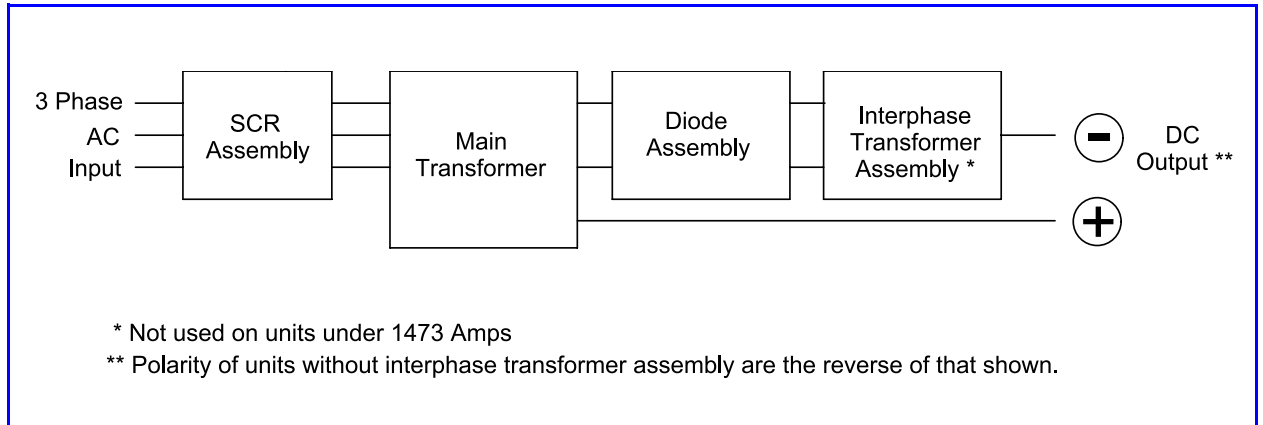 3 Phase
AC
Input
SCR
Assembly
Main
Transformer
Diode
Assembly
Interphase
Transformer
Assembly *
-
+
DC
Output **
* Not used on units under 1473 Amps
** Polarity of units without interphase transformer assembly are the reverse of that shown.